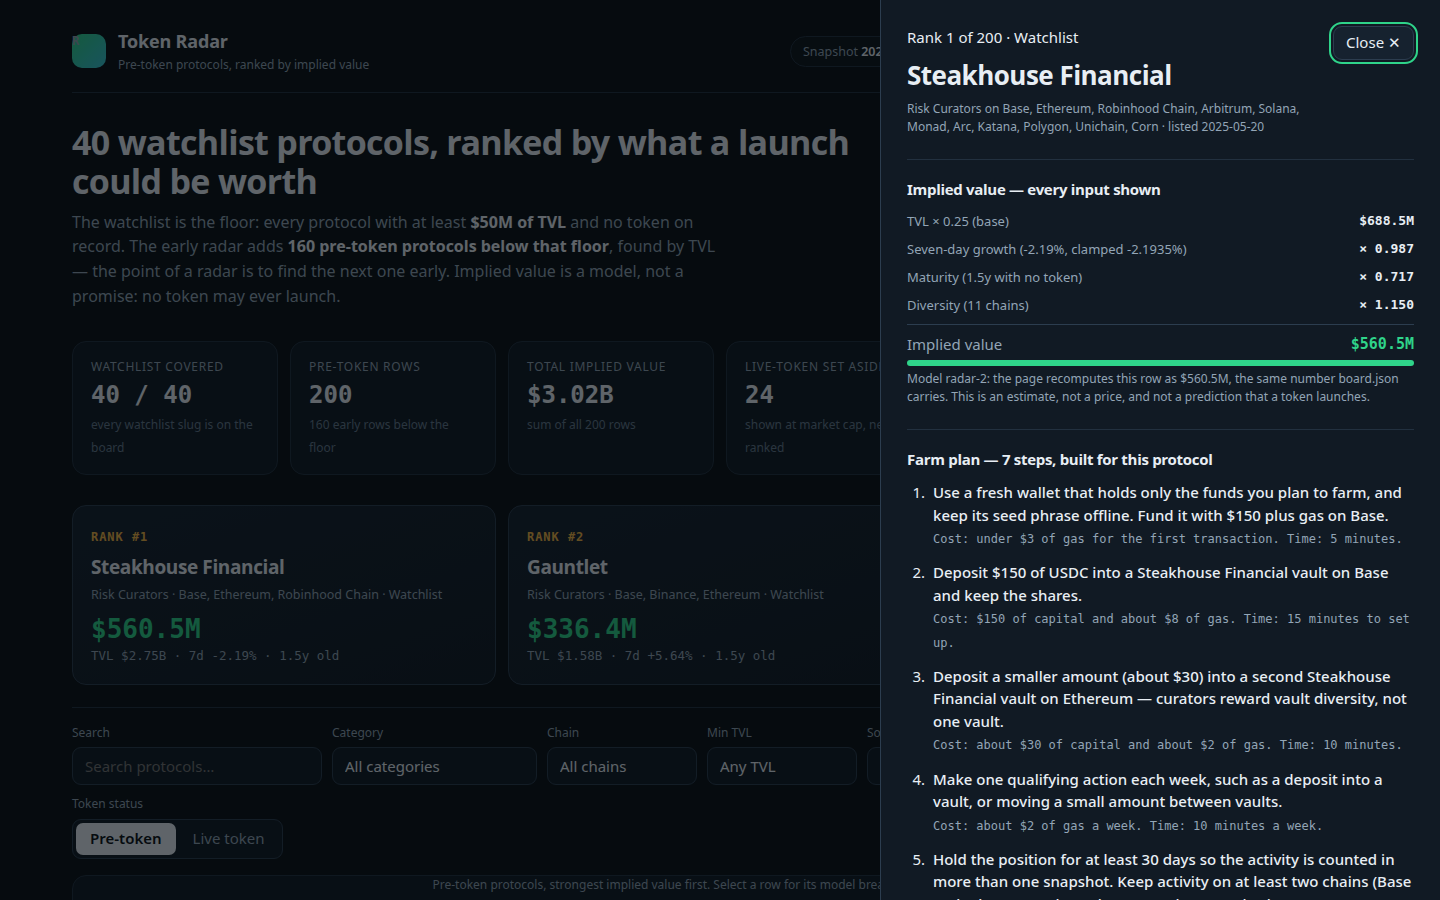 Token Radar
Pre-token protocols, ranked by implied value
Snapshot 202
40 watchlist protocols, ranked by what a launch
could be worth
The watchlist is the floor: every protocol with at least $50M of TVL and no token on
record. The early radar adds 160 pre-token protocols below that floor, found by TVL
— the point of a radar is to find the next one early. Implied value is a model, not a
promise: no token may ever launch.
WATCHLIST COVERED
40 / 40
every watchlist slug is on the
board
PRE-TOKEN ROWS
200
160 early rows below the
floor
TOTAL IMPLIED VALUE
$3.02B
sum of all 200 rows
LIVE-TOKEN SET ASID
24
shown at market cap, ne
ranked
RANK #1
Steakhouse Financial
Risk Curators · Base, Ethereum, Robinhood Chain · Watchlist
$560.5M
TVL $2.75B · 7d -2.19% · 1.5y old
RANK #2
Gauntlet
Risk Curators · Base, Binance, Ethereum · Watchlist
$336.4M
TVL $1.58B · 7d +5.64% · 1.5y old
Search
Search protocols...
Category
All categories
Chain
All chains
Min TVL
Any TVL
So
Token status
Pre-token
Live token
Pre-token protocols, strongest implied value first. Select a row for its model brea
Rank 1 of 200 · Watchlist
Close ✕
Steakhouse Financial
Risk Curators on Base, Ethereum, Robinhood Chain, Arbitrum, Solana,
Monad, Arc, Katana, Polygon, Unichain, Corn · listed 2025-05-20
Implied value — every input shown
TVL × 0.25 (base)
$688.5M
Seven-day growth (-2.19%, clamped -2.1935%)
× 0.987
Maturity (1.5y with no token)
× 0.717
Diversity (11 chains)
× 1.150
Implied value
$560.5M
Model radar-2: the page recomputes this row as $560.5M, the same number board.json
carries. This is an estimate, not a price, and not a prediction that a token launches.
Farm plan — 7 steps, built for this protocol
1. Use a fresh wallet that holds only the funds you plan to farm, and
keep its seed phrase offline. Fund it with $150 plus gas on Base.
Cost: under $3 of gas for the first transaction. Time: 5 minutes.
2. Deposit $150 of USDC into a Steakhouse Financial vault on Base
and keep the shares.
Cost: $150 of capital and about $8 of gas. Time: 15 minutes to set
up.
3. Deposit a smaller amount (about $30) into a second Steakhouse
Financial vault on Ethereum — curators reward vault diversity, not
one vault.
Cost: about $30 of capital and about $2 of gas. Time: 10 minutes.
4. Make one qualifying action each week, such as a deposit into a
vault, or moving a small amount between vaults.
Cost: about $2 of gas a week. Time: 10 minutes a week.
5. Hold the position for at least 30 days so the activity is counted in
more than one snapshot. Keep activity on at least two chains (Base